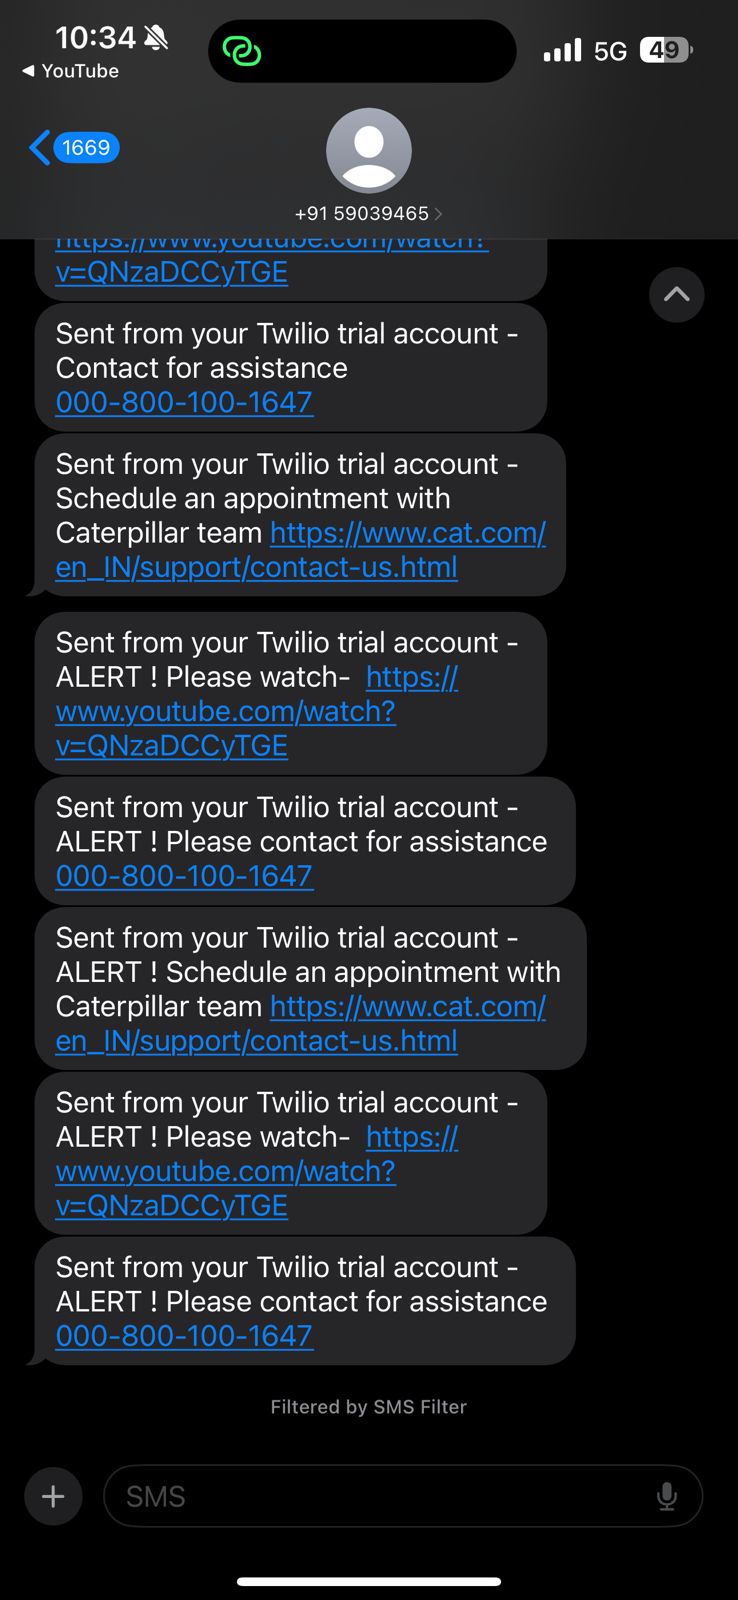 10:34
5G
49
YouTube
1669
+91 59039465
https://www.youtube.com/watch?
v=QNzaDCCyTGE
Sent from your Twilio trial account -
Contact for assistance
000-800-100-1647
Sent from your Twilio trial account -
Schedule an appointment with
Caterpillar team https://www.cat.com/
en_IN/support/contact-us.html
Sent from your Twilio trial account -
ALERT ! Please watch-  https://
www.youtube.com/watch?
v=QNzaDCCyTGE
Sent from your Twilio trial account -
ALERT ! Please contact for assistance
000-800-100-1647
Sent from your Twilio trial account -
ALERT ! Schedule an appointment with
Caterpillar team https://www.cat.com/
en_IN/support/contact-us.html
Sent from your Twilio trial account -
ALERT ! Please watch-  https://
www.youtube.com/watch?
v=QNzaDCCyTGE
Sent from your Twilio trial account -
ALERT ! Please contact for assistance
000-800-100-1647
Filtered by SMS Filter
SMS